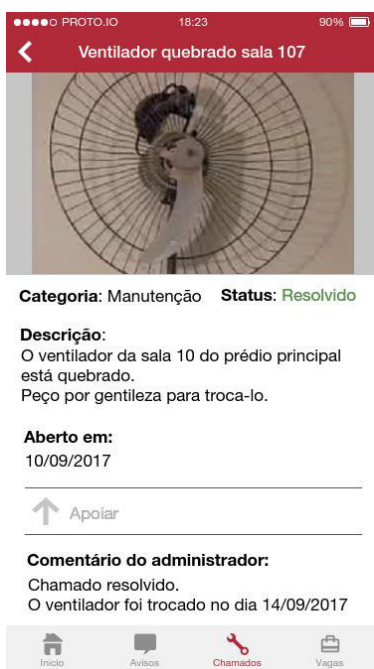 PROTO.IO 18:23 90%
Ventilador quebrado sala 107
Categoria: Manutenção Status: Resolvido
Descrição:
O ventilador da sala 10 do prédio principal
está quebrado.
Peço por gentileza para troca-lo.
Aberto em:
10/09/2017
Apoiar
Comentário do administrador:
Chamado resolvido.
O ventilador foi trocado no dia 14/09/2017
Inicio Avisos Chamados Vagas